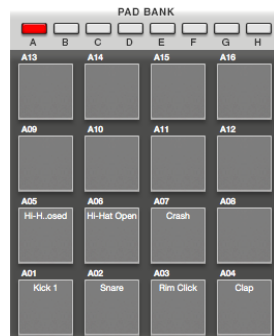 PAD BANK
A B C D E F G H
A13 A14 A15 A16
A09 A10 A11 A12
A05 A06 A07 A08
Hi-H..osed Hi-Hat Open Crash
A01 A02 A03 A04
Kick 1 Snare Rim Click Clap